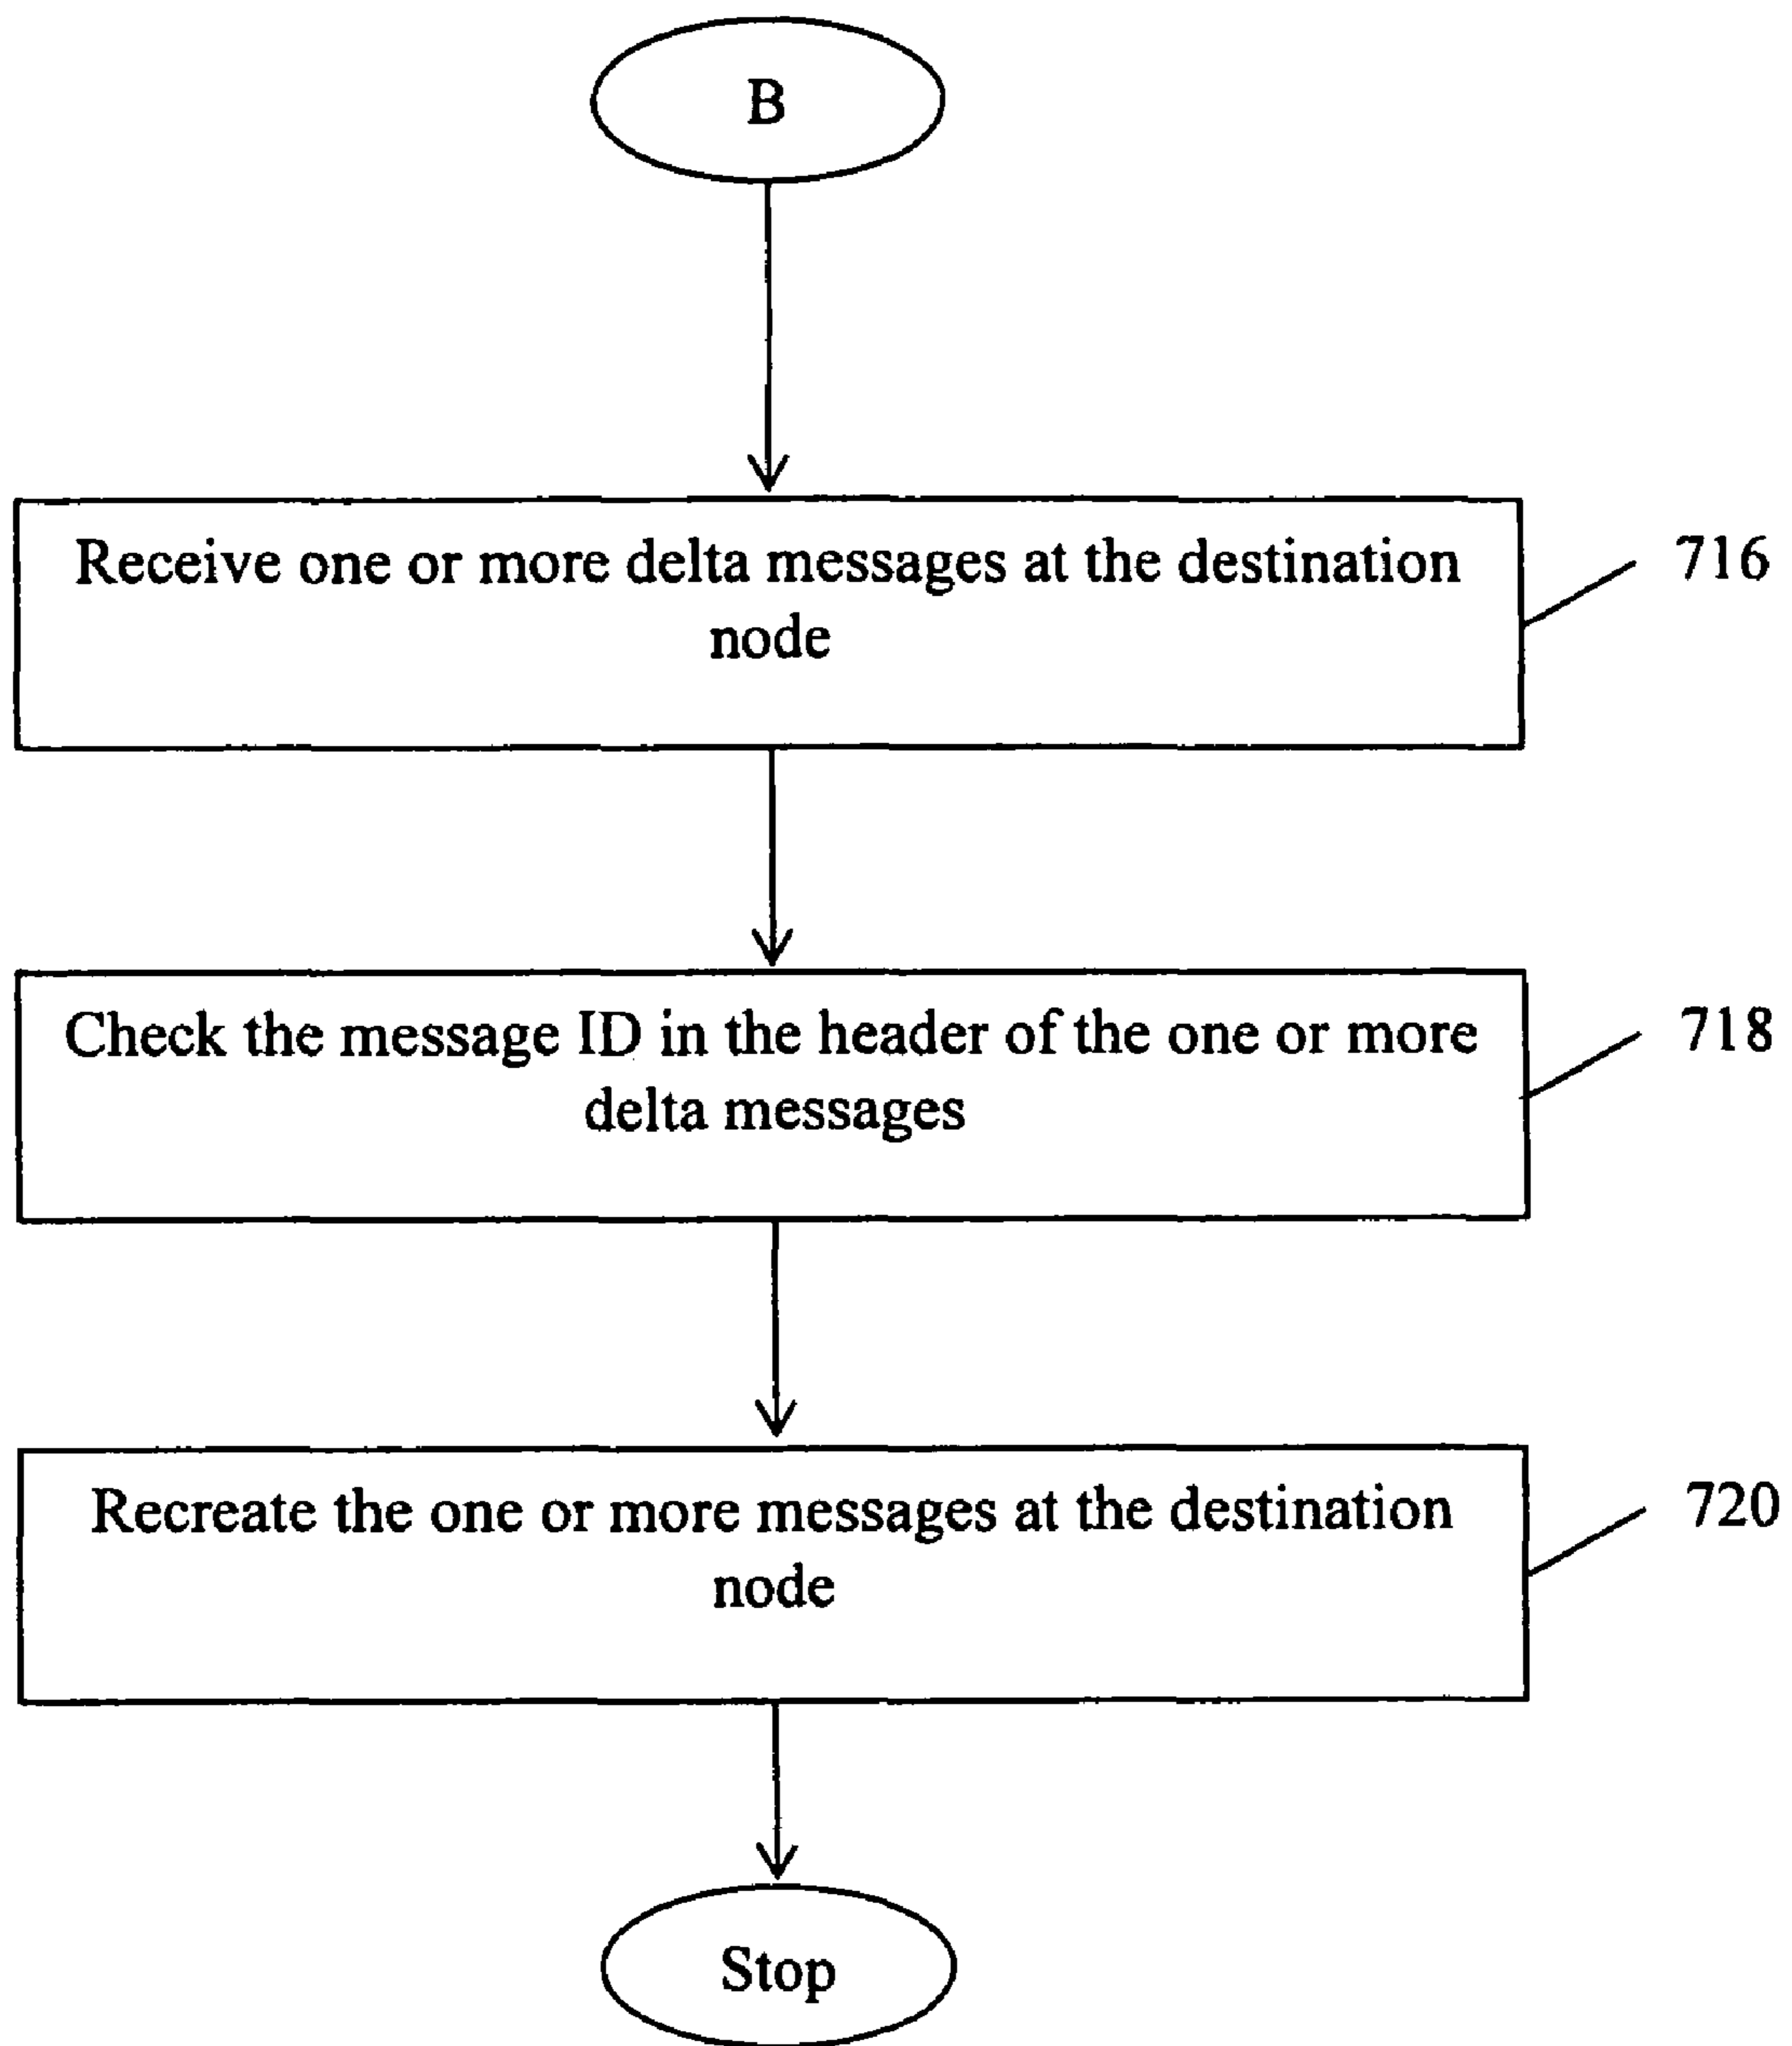 B
Receive one or more delta messages at the destination
node
716
Check the message ID in the header of the one or more
delta messages
718
Recreate the one or more messages at the destination
node
720
Stop